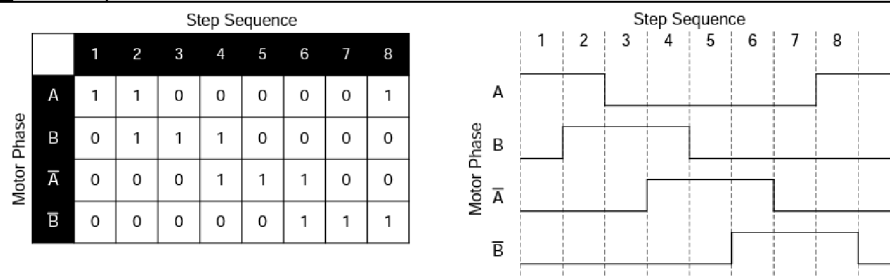 Step Sequence
1 2 3 4 5 6 7 8
A 1 1 0 0 0 0 0 1
B 0 1 1 1 0 0 0 0
A̅ 0 0 0 1 1 1 0 0
B̅ 0 0 0 0 0 1 1 1
Motor Phase
Step Sequence
1 2 3 4 5 6 7 8
A
B
A̅
B̅
Motor Phase